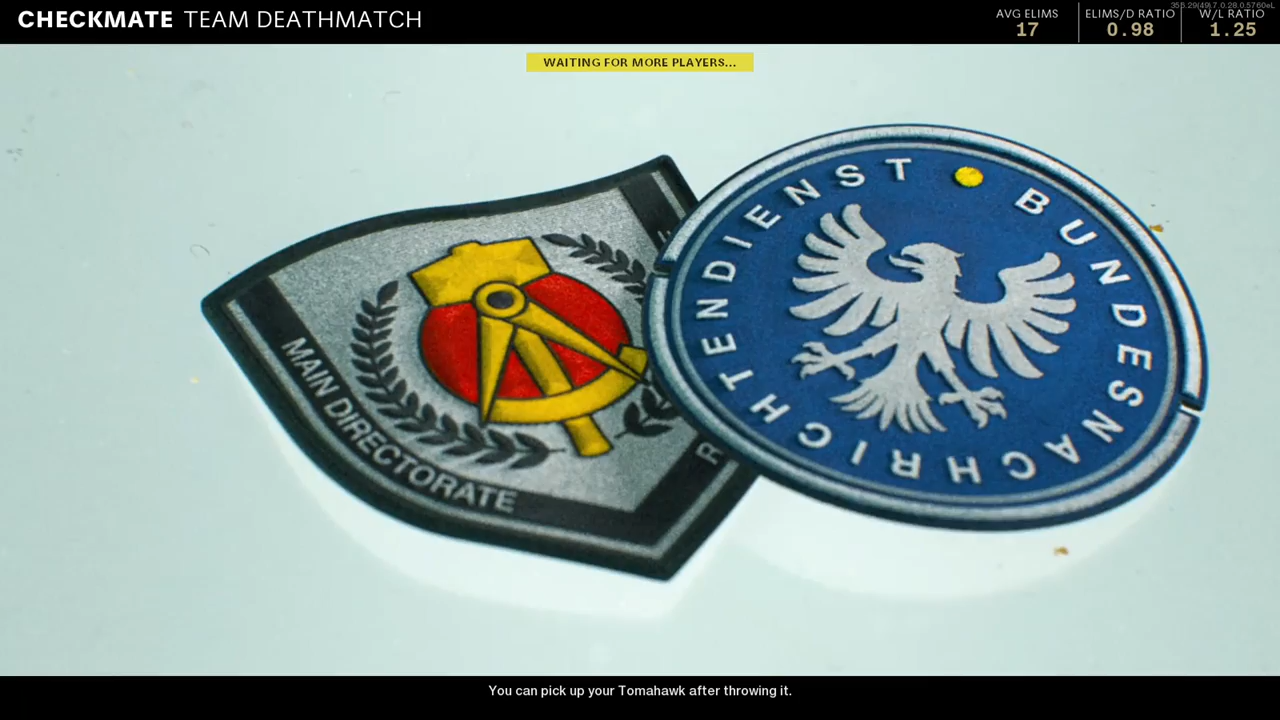 CHECKMATE TEAM DEATHMATCH
AVG ELIMS
17
ELIMS/D RATIO
0.98
W/L RATIO
1.25
WAITING FOR MORE PLAYERS...
MAIN DIRECTORATE
R
BUNDESNACHRICHTENDIENST
You can pick up your Tomahawk after throwing it.